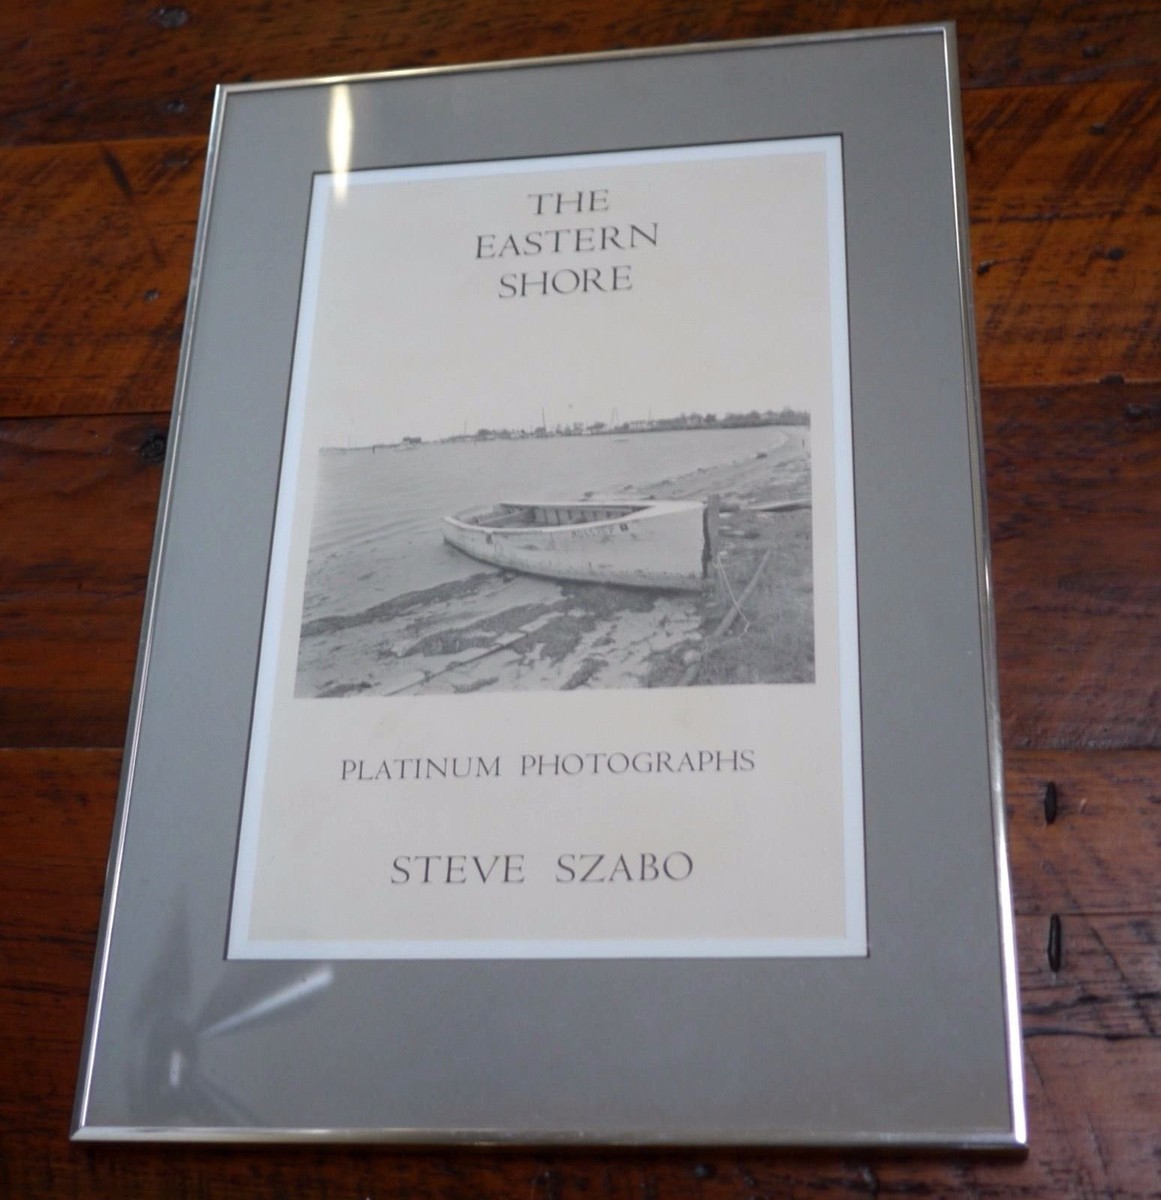 THE
EASTERN
SHORE
PLATINUM PHOTOGRAPHS
STEVE SZABO